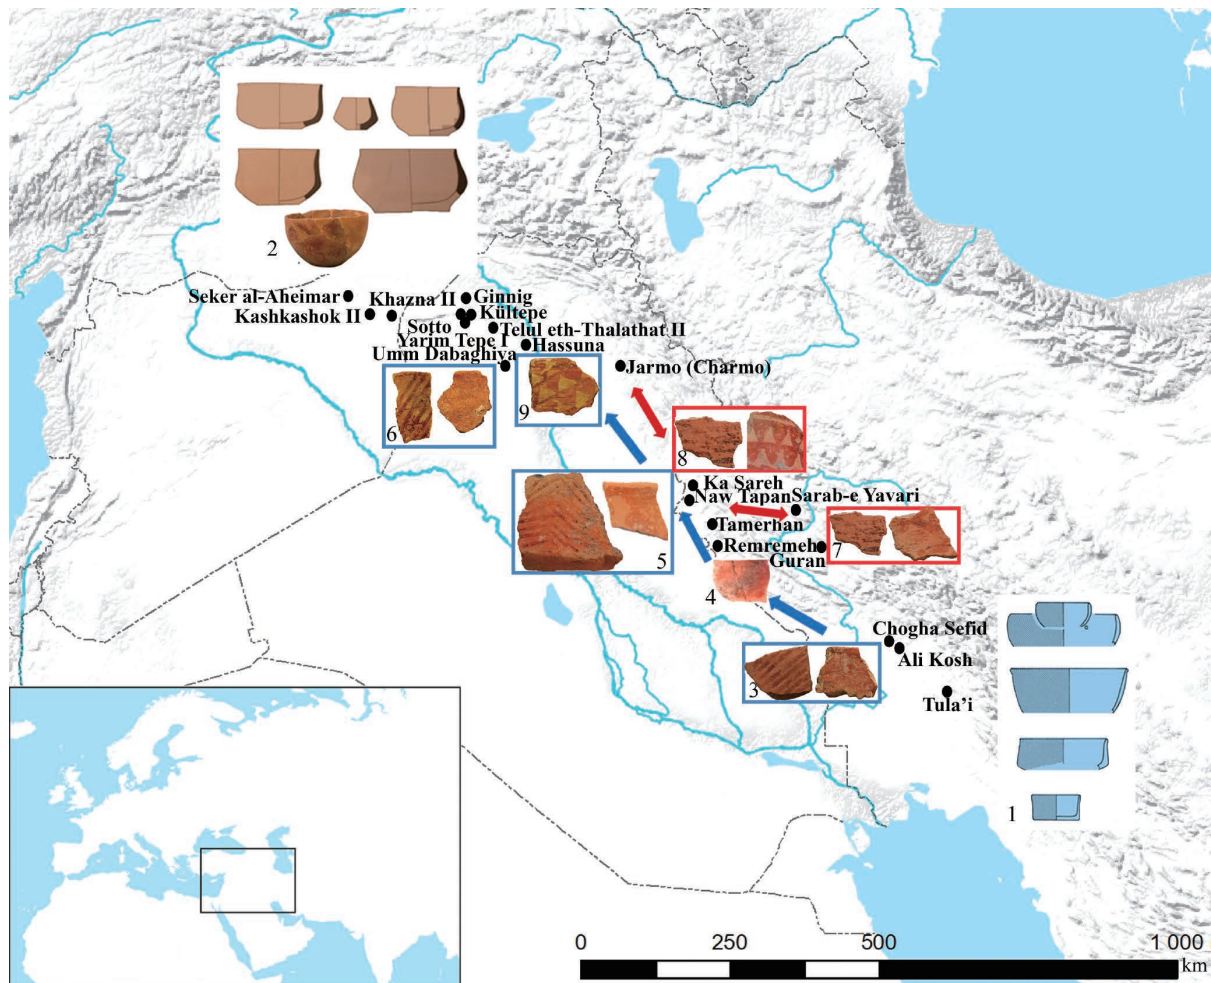 2
Seker al-Aheimar
Khazna II
Ginnig
Kashkashok II
Kültepe
Sotto
Telul eth-Thalathat II
Yarim Tepe I
Hassuna
Umm Dabaghiya
Jarmo (Charmo)
6
9
8
Ka Sareh
Naw Tapan
Sarab-e Yavari
5
Tamerhan
7
Remremeh
Guran
4
Chogha Sefid
Ali Kosh
3
Tula'i
1
0
250
500
1 000
km